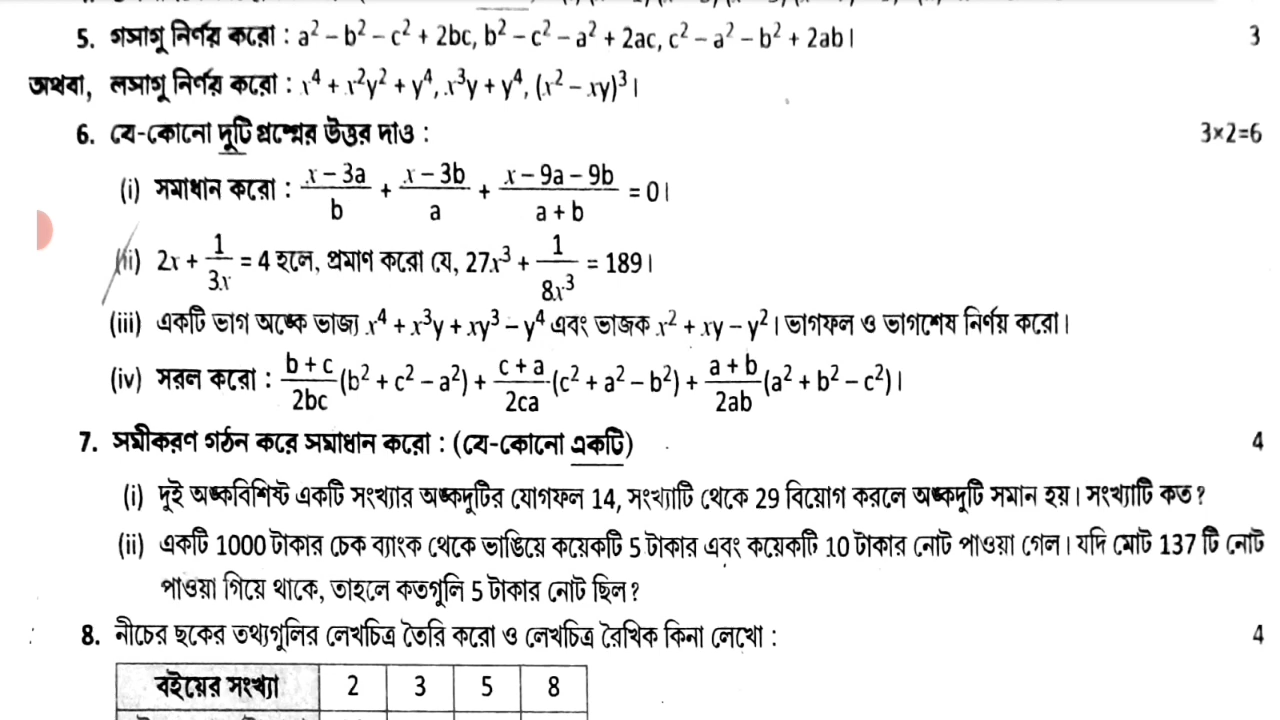 5. গসাগু নির্ণয় করো : a² – b² – c² + 2bc, b² – c² – a² + 2ac, c² – a² – b² + 2ab। 3
অথবা, লসাগু নির্ণয় করো : x⁴ + x²y² + y⁴, x³y + y⁴, (x² – xy)³।
6. যে-কোনো দুটি প্রশ্নের উত্তর দাও : 3×2=6
(i) সমাধান করো : (x – 3a)/b + (x – 3b)/a + (x – 9a – 9b)/(a + b) = 0।
(ii) 2x + 1/3x = 4 হলে, প্রমাণ করো যে, 27x³ + 1/8x³ = 189।
(iii) একটি ভাগ অঙ্কে ভাজ্য x⁴ + x³y + xy³ – y⁴ এবং ভাজক x² + xy – y²। ভাগফল ও ভাগশেষ নির্ণয় করো।
(iv) সরল করো : (b + c)/2bc (b² + c² – a²) + (c + a)/2ca (c² + a² – b²) + (a + b)/2ab (a² + b² – c²)।
7. সমীকরণ গঠন করে সমাধান করো : (যে-কোনো একটি) 4
(i) দুই অঙ্কবিশিষ্ট একটি সংখ্যার অঙ্কদুটির যোগফল 14, সংখ্যাটি থেকে 29 বিয়োগ করলে অঙ্কদুটি সমান হয়। সংখ্যাটি কত?
(ii) একটি 1000 টাকার চেক ব্যাংক থেকে ভাঙিয়ে কয়েকটি 5 টাকার এবং কয়েকটি 10 টাকার নোট পাওয়া গেল। যদি মোট 137 টি নোট
পাওয়া গিয়ে থাকে, তাহলে কতগুলি 5 টাকার নোট ছিল?
8. নীচের ছকের তথ্যগুলির লেখচিত্র তৈরি করো ও লেখচিত্র রৈখিক কিনা লেখো : 4
বইয়ের সংখ্যা 2 3 5 8